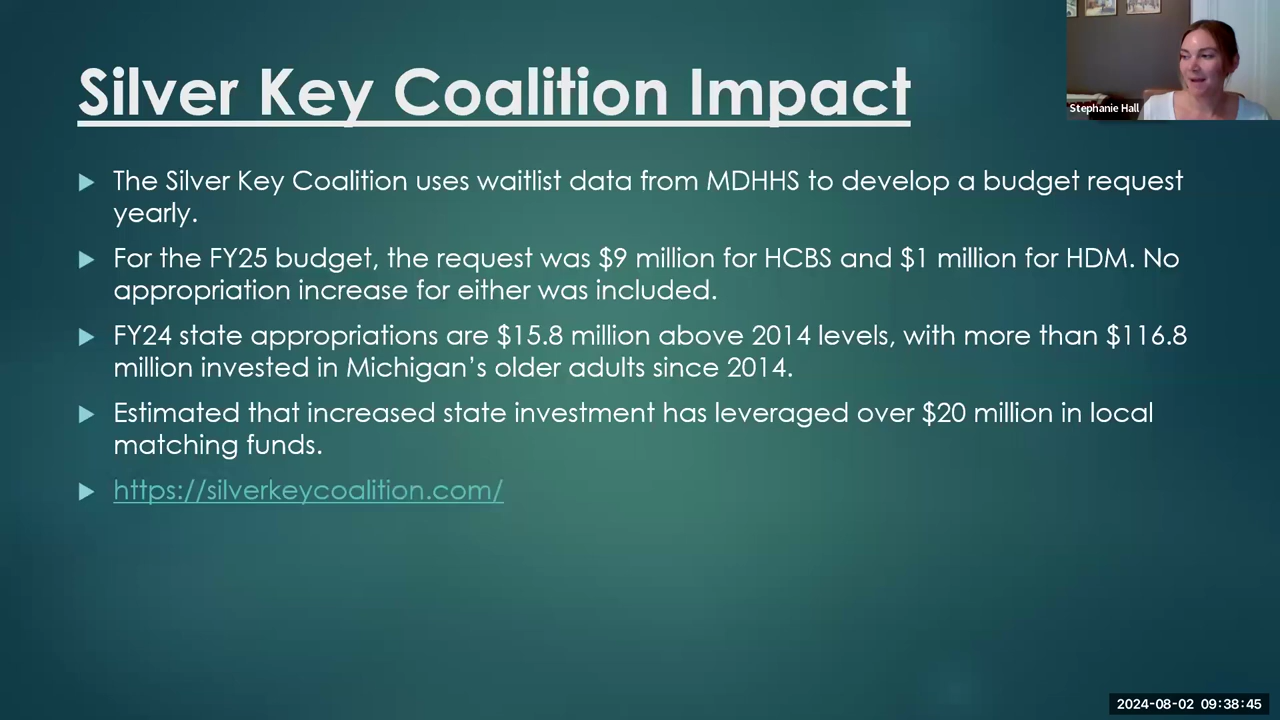 Silver Key Coalition Impact
Stephanie Hall
The Silver Key Coalition uses waitlist data from MDHHS to develop a budget request
yearly.
For the FY25 budget, the request was $9 million for HCBS and $1 million for HDM. No
appropriation increase for either was included.
FY24 state appropriations are $15.8 million above 2014 levels, with more than $116.8
million invested in Michigan’s older adults since 2014.
Estimated that increased state investment has leveraged over $20 million in local
matching funds.
https://silverkeycoalition.com/
2024-08-02 09:38:45